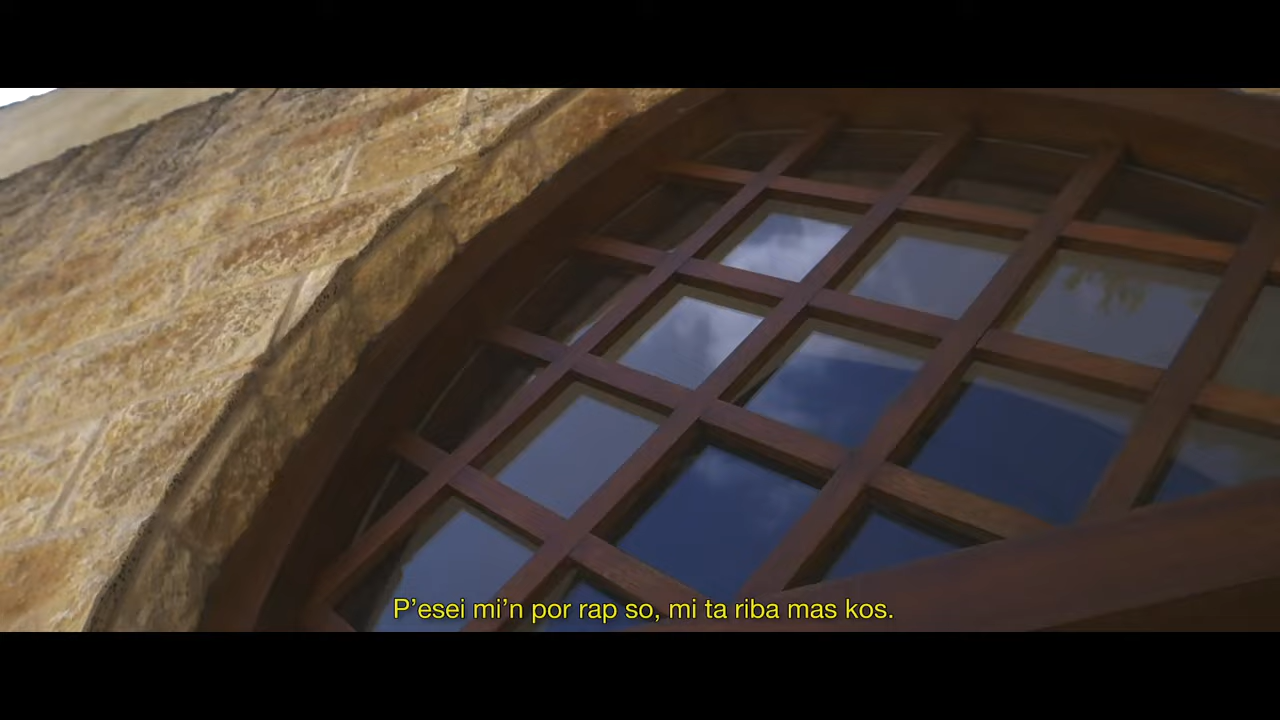 P’esei mi’n por rap so, mi ta riba mas kos.